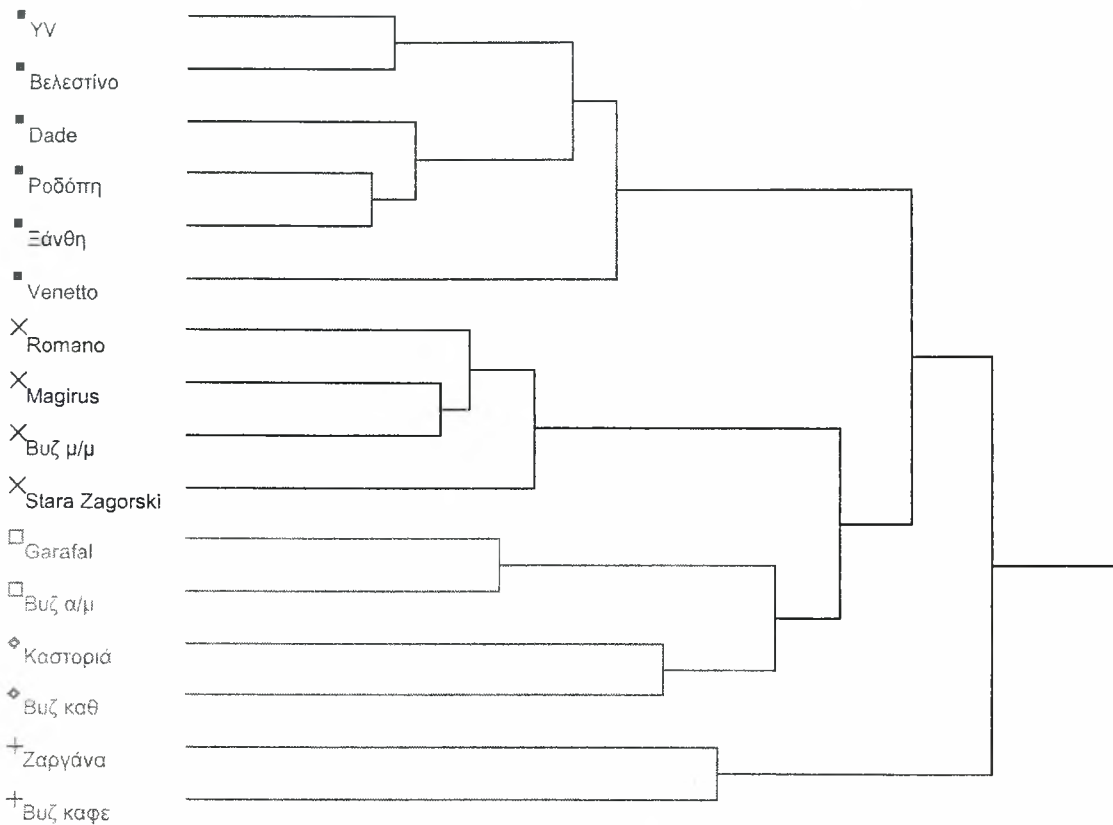 YV
Βελεστίνο
Dade
Ροδόπη
Ξάνθη
Venetto
Romano
Magirus
Βυζ μ/μ
Stara Zagorski
Garafal
Βυζ α/μ
Καστοριά
Βυζ καθ
Ζαργάνα
Βυζ καφε